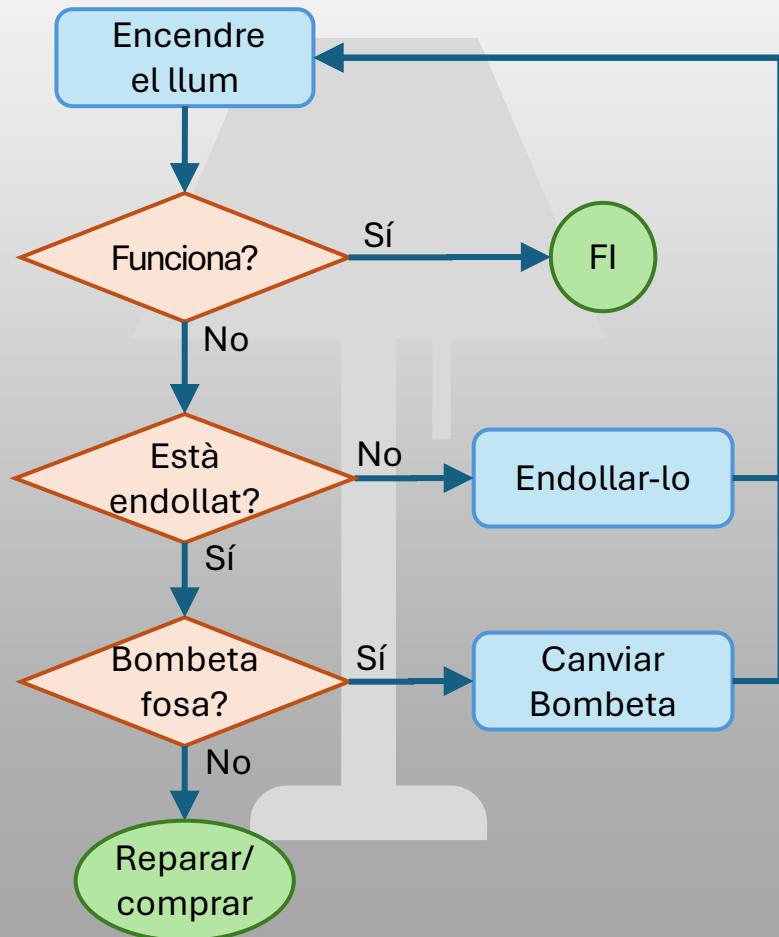 Encendre
el llum
Funciona?
Sí
FI
No
Està
endollat?
No
Endollar-lo
Sí
Bombeta
fosa?
Sí
Canviar
Bombeta
No
Reparar/
comprar